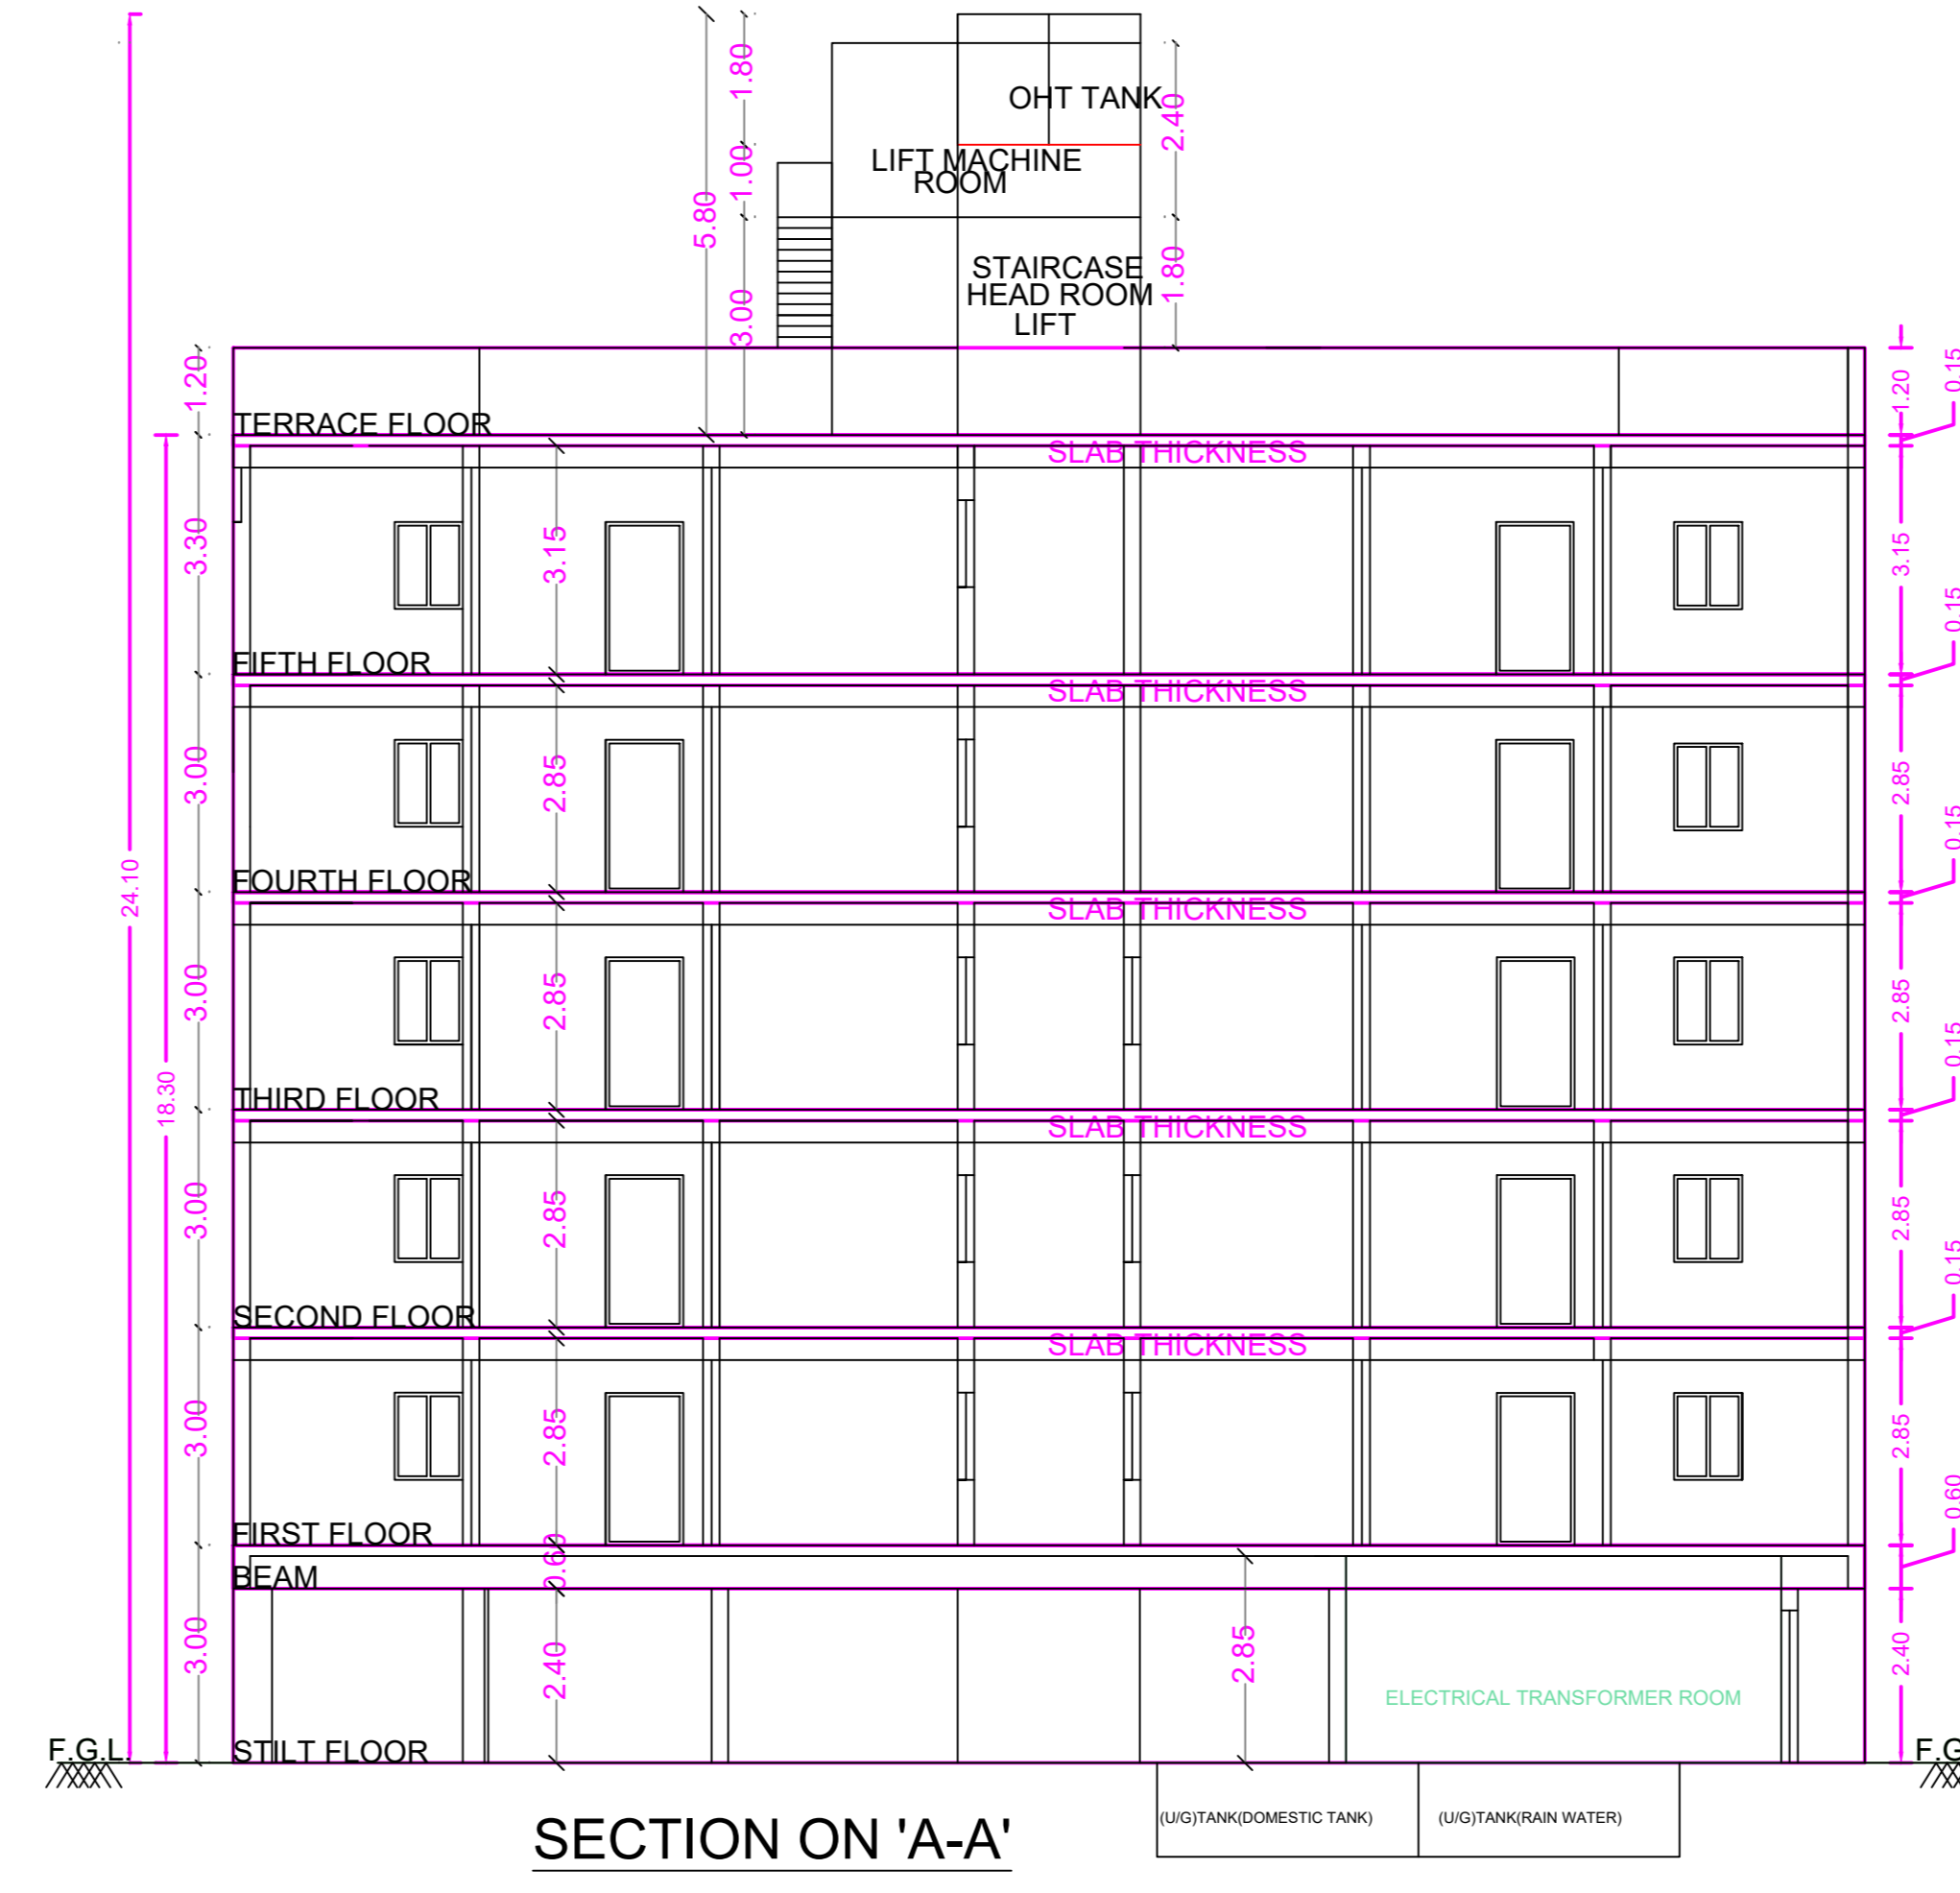 1.80
OHT TANK
2.40
LIFT MACHINE
ROOM
1.00
5.80
STAIRCASE
HEAD ROOM
LIFT
1.80
3.00
1.20
TERRACE FLOOR
1.20
0.15
SLAB THICKNESS
3.30
3.15
3.15
0.15
FIFTH FLOOR
SLAB THICKNESS
3.00
2.85
2.85
0.15
24.10
FOURTH FLOOR
SLAB THICKNESS
3.00
2.85
2.85
0.15
18.30
THIRD FLOOR
SLAB THICKNESS
3.00
2.85
2.85
0.15
SECOND FLOOR
SLAB THICKNESS
3.00
2.85
2.85
0.60
FIRST FLOOR
0.60
BEAM
3.00
2.40
2.85
2.40
ELECTRICAL TRANSFORMER ROOM
F.G.L.
STILT FLOOR
F.G
(U/G)TANK(DOMESTIC TANK)
(U/G)TANK(RAIN WATER)
SECTION ON 'A-A'